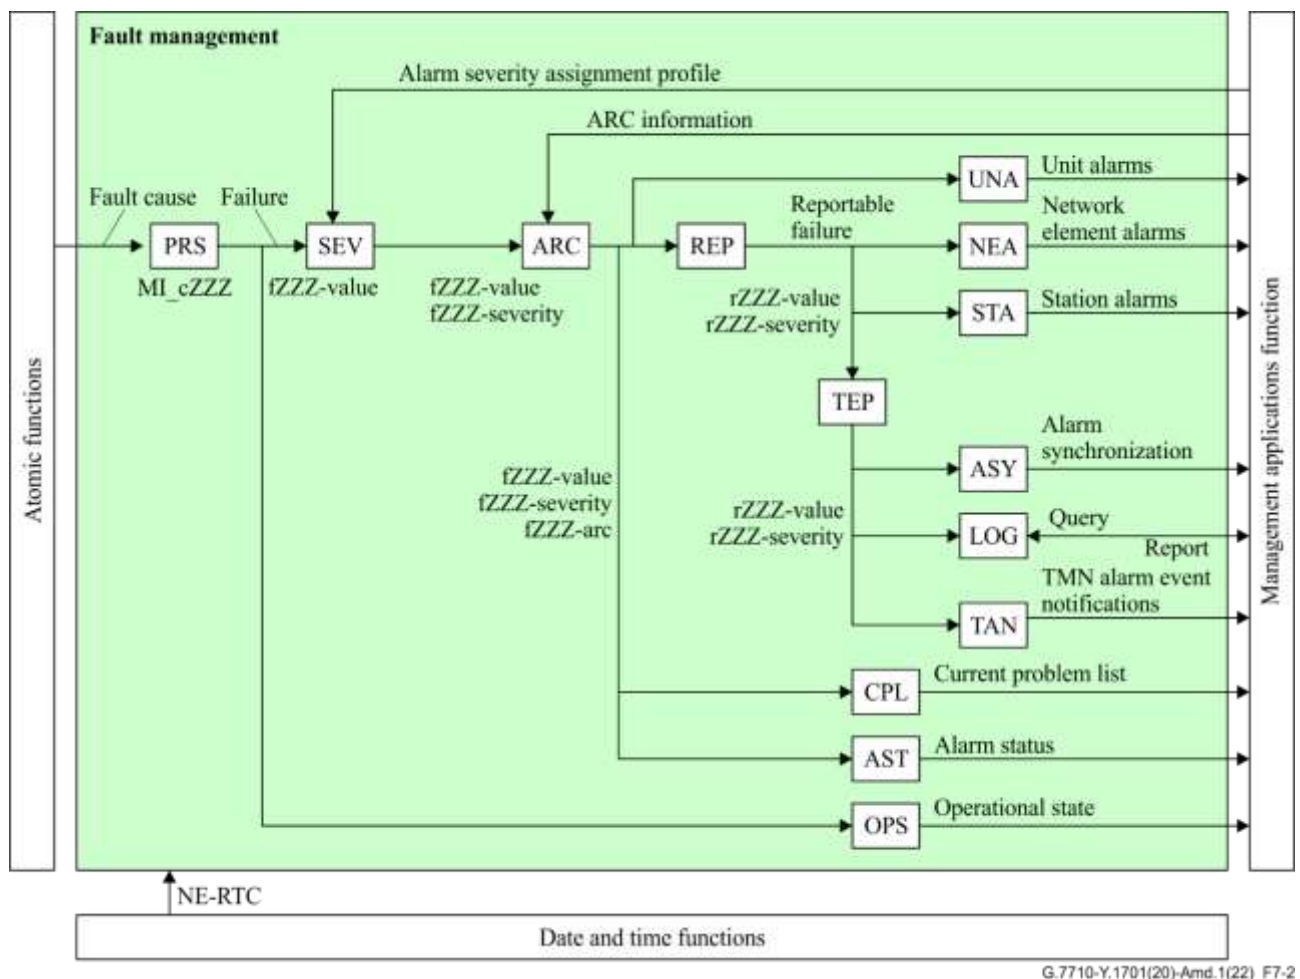 Fault management
Alarm severity assignment profile
ARC information
UNA
Unit alarms
Fault cause
Failure
Reportable
failure
Network
element alarms
PRS
SEV
ARC
REP
NEA
MI_cZZZ
fZZZ-value
fZZZ-value
fZZZ-severity
rZZZ-value
rZZZ-severity
STA
Station alarms
TEP
Atomic functions
Management applications function
Alarm
synchronization
ASY
fZZZ-value
fZZZ-severity
fZZZ-arc
rZZZ-value
rZZZ-severity
LOG
Query
Report
TMN alarm event
notifications
TAN
CPL
Current problem list
AST
Alarm status
OPS
Operational state
NE-RTC
Date and time functions
G.7710-Y.1701(20)-Amd.1(22)_F7-2